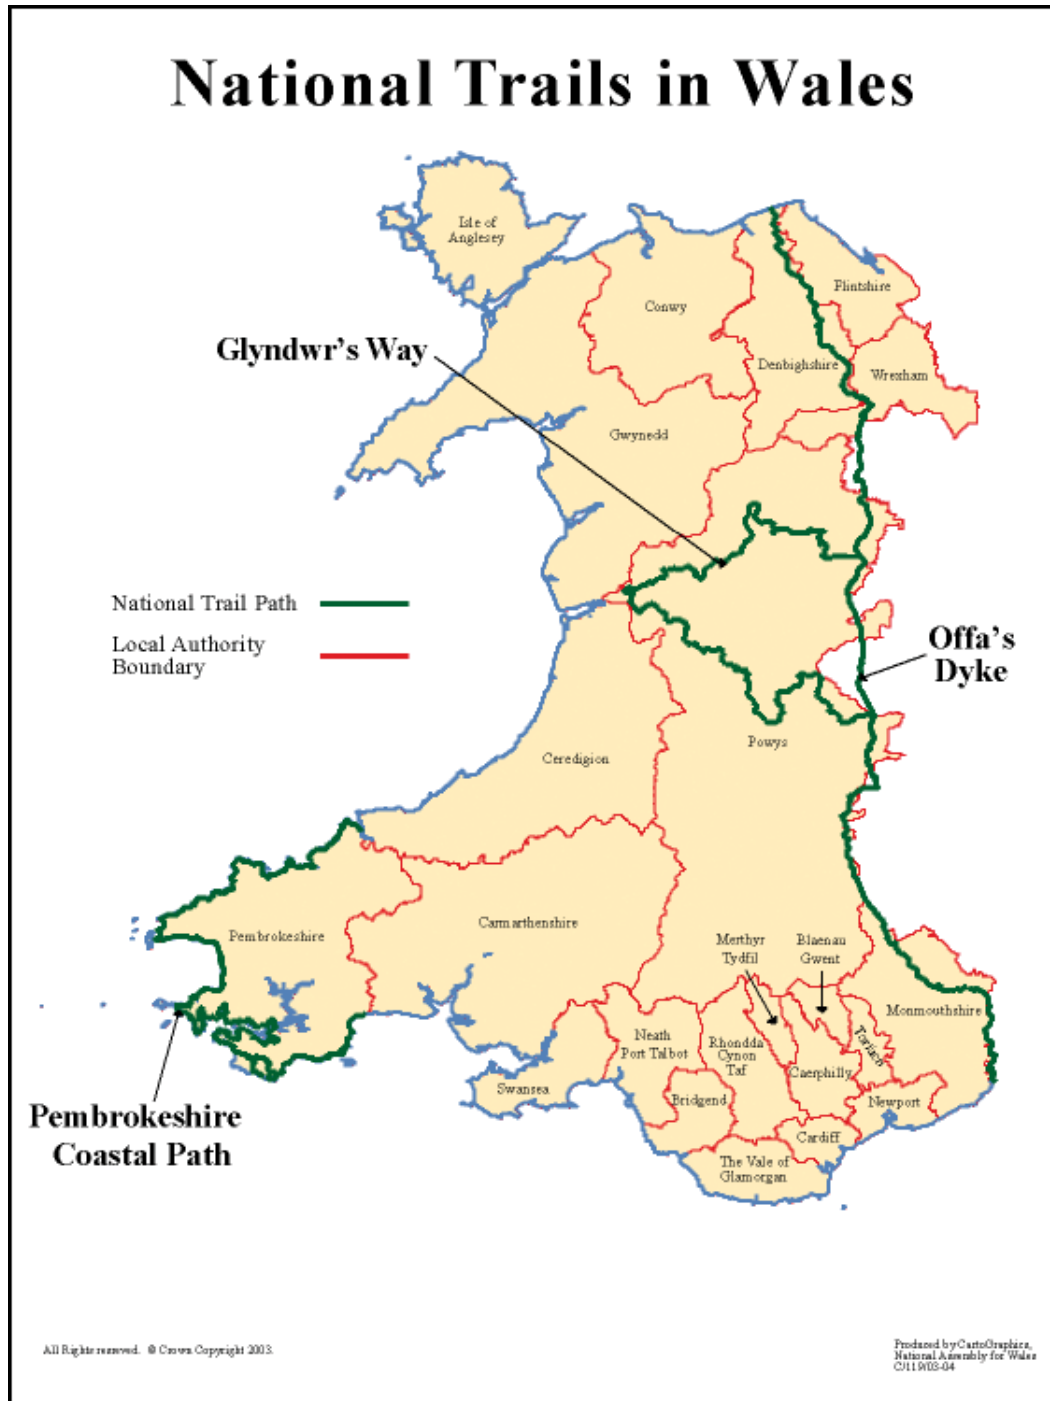 National Trails in Wales
Isle of
Anglesey
Flintshire
Conwy
Glyndwr's Way
Denbighshire
Wrexham
Gwynedd
National Trail Path
Local Authority
Boundary
Offa's
Dyke
Powys
Ceredigion
Carmarthenshire
Pembrokeshire
Merthyr
Tydfil
Blaenau
Gwent
Monmouthshire
Neath
Port Talbot
Rhondda
Cynon
Taf
Torfaen
Caerphilly
Swansea
Bridgend
Newport
Pembrokeshire
Coastal Path
Cardiff
The Vale of
Glamorgan
All Rights reserved. © Crown Copyright 2003.
Produced by CartoGraphics,
National Assembly for Wales
C/119/03-04